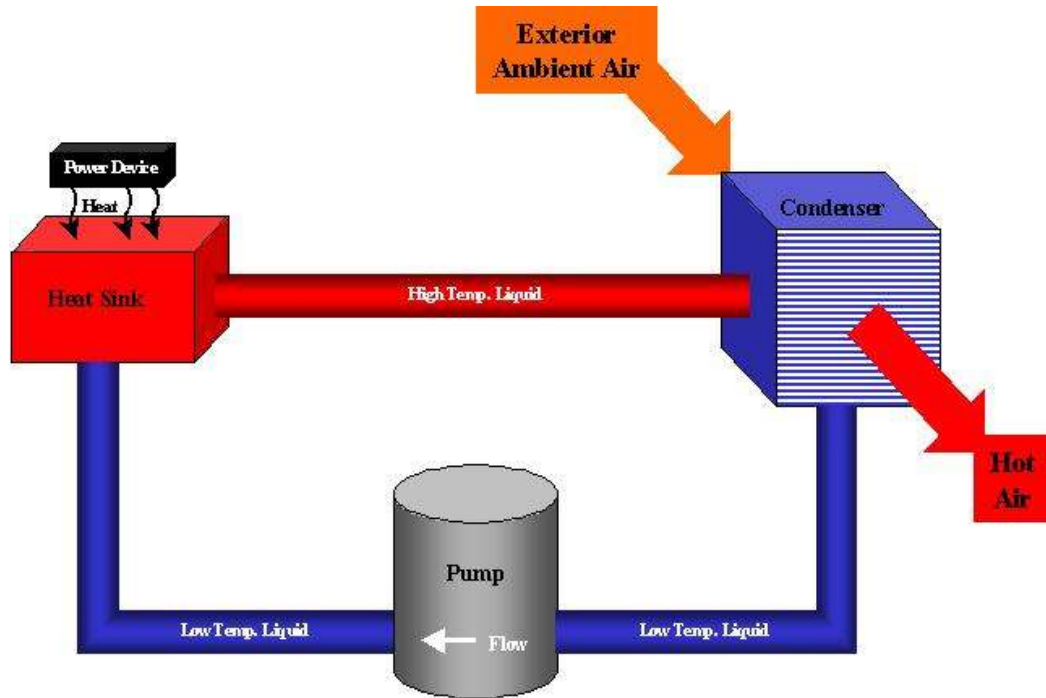 Exterior
Ambient Air
Power Device
Heat
Condenser
Heat Sink
High Temp. Liquid
Hot
Air
Pump
Low Temp. Liquid
Flow
Low Temp. Liquid